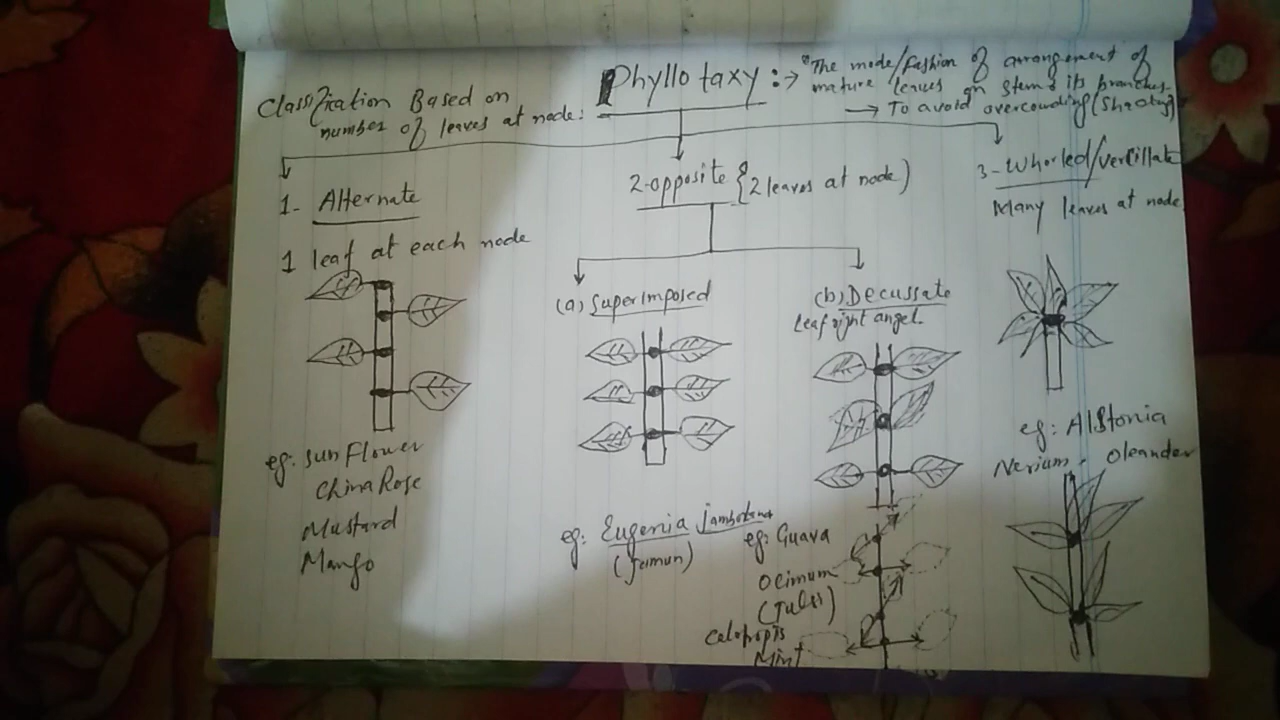 Phyllotaxy :→ "The mode/fashion of arrangement of
mature leaves on stem & its branches.
→ To avoid overcrouding (Shading)
Classification Based on
number of leaves at node:
1- Alternate
1 leaf at each node
eg: sunflower
China Rose
Mustard
Mango
2-opposite {2 leaves at node)
(a) Superimposed
eg: Eugenia
(Jamun)
(b) Decussate
leaf right angel.
eg: Guava
Ocimum
(Tulsi)
Calotropis
Mint
3-Whorled/Verticillate
Many leaves at node
eg: Alstonia
Nerium - Oleander